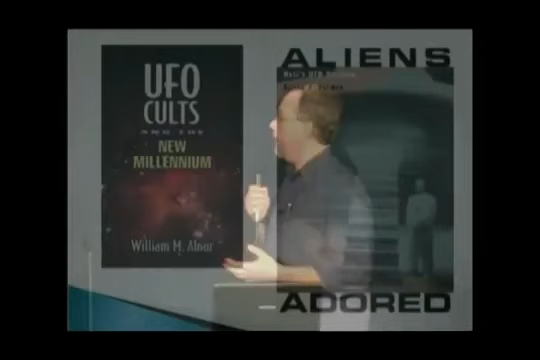 UFO
CULTS
AND THE
NEW
MILLENNIUM
William M. Alnor
ALIENS
ADORED